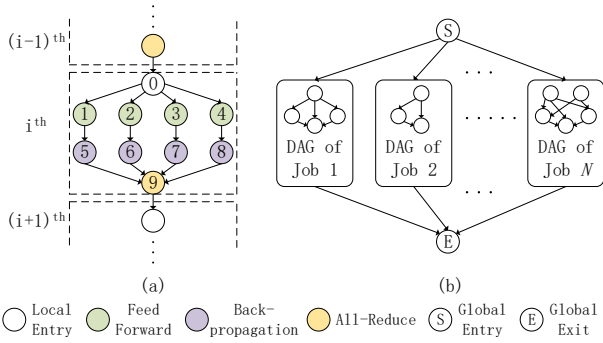 (i-1)th
0
1 2 3 4
ith
5 6 7 8
9
(i+1)th
(a)
S
DAG of
Job 1
DAG of
Job 2
DAG of
Job N
E
(b)
Local
Entry
Feed
Forward
Back-
propagation
All-Reduce
S
Global
Entry
E
Global
Exit